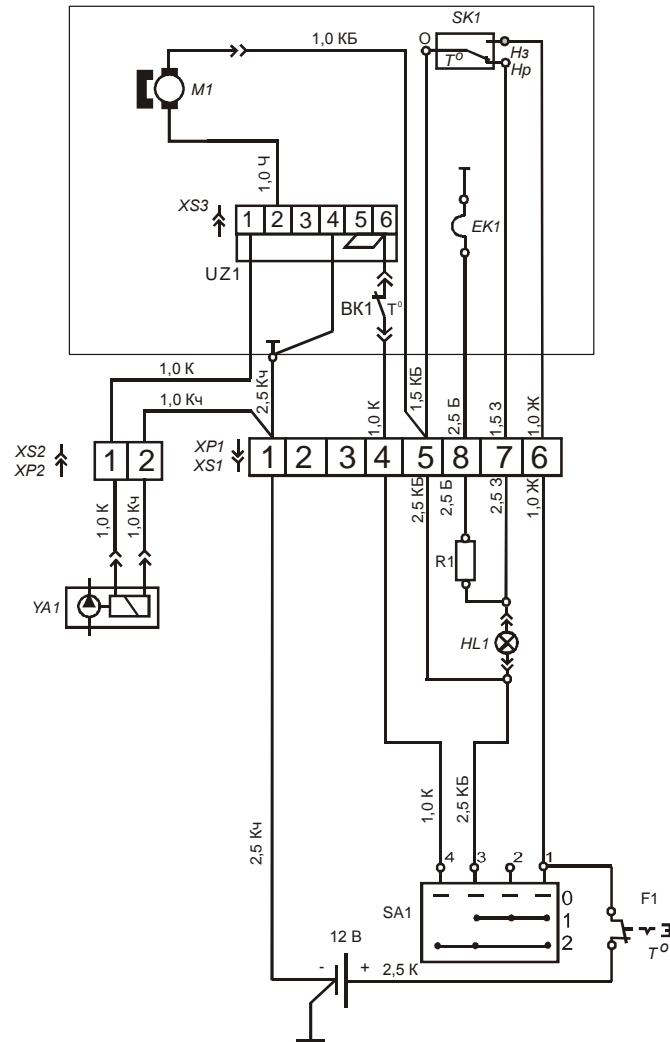 SK1
1,0 КБ
О
Т°
Нз
Нр
М1
1,0 Ч
XS3
1 2 3 4 5 6
UZ1
ЕК1
ВК1
Т°
1,0 К
1,0 Кч
2,5 Кч
1,0 К
1,5 КБ
2,5 Б
1,5 З
1,0 Ж
XS2
XP2
1 2
XP1
XS1
1 2 3 4 5 8 7 6
1,0 К
1,0 Кч
2,5 КБ
2,5 Б
2,5 З
1,0 Ж
R1
YA1
HL1
2,5 Кч
1,0 К
2,5 КБ
4 3 2 1
SA1
0
1
2
F1
Т°
12 В
- +
2,5 К